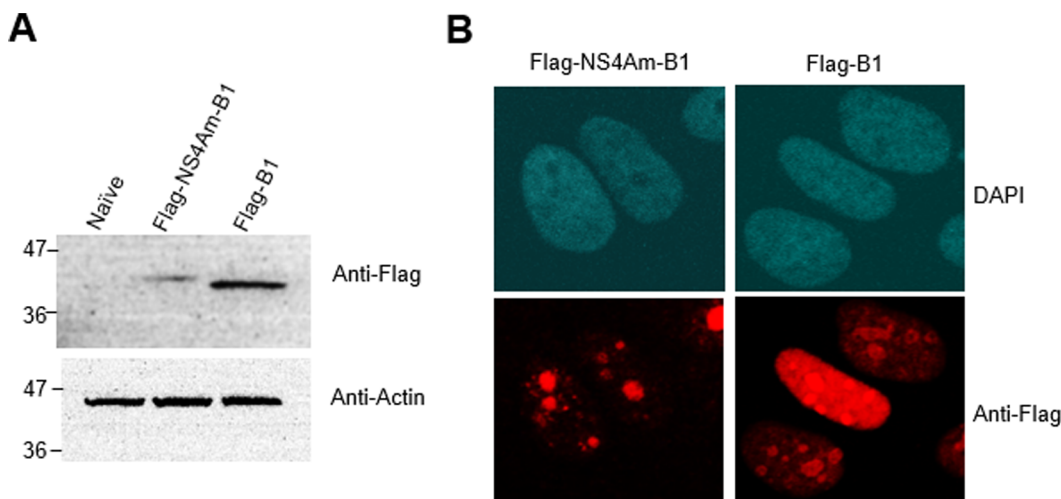 A
Naïve
Flag-NS4Am-B1
Flag-B1
47
36
Anti-Flag
47
36
Anti-Actin
B
Flag-NS4Am-B1
Flag-B1
DAPI
Anti-Flag